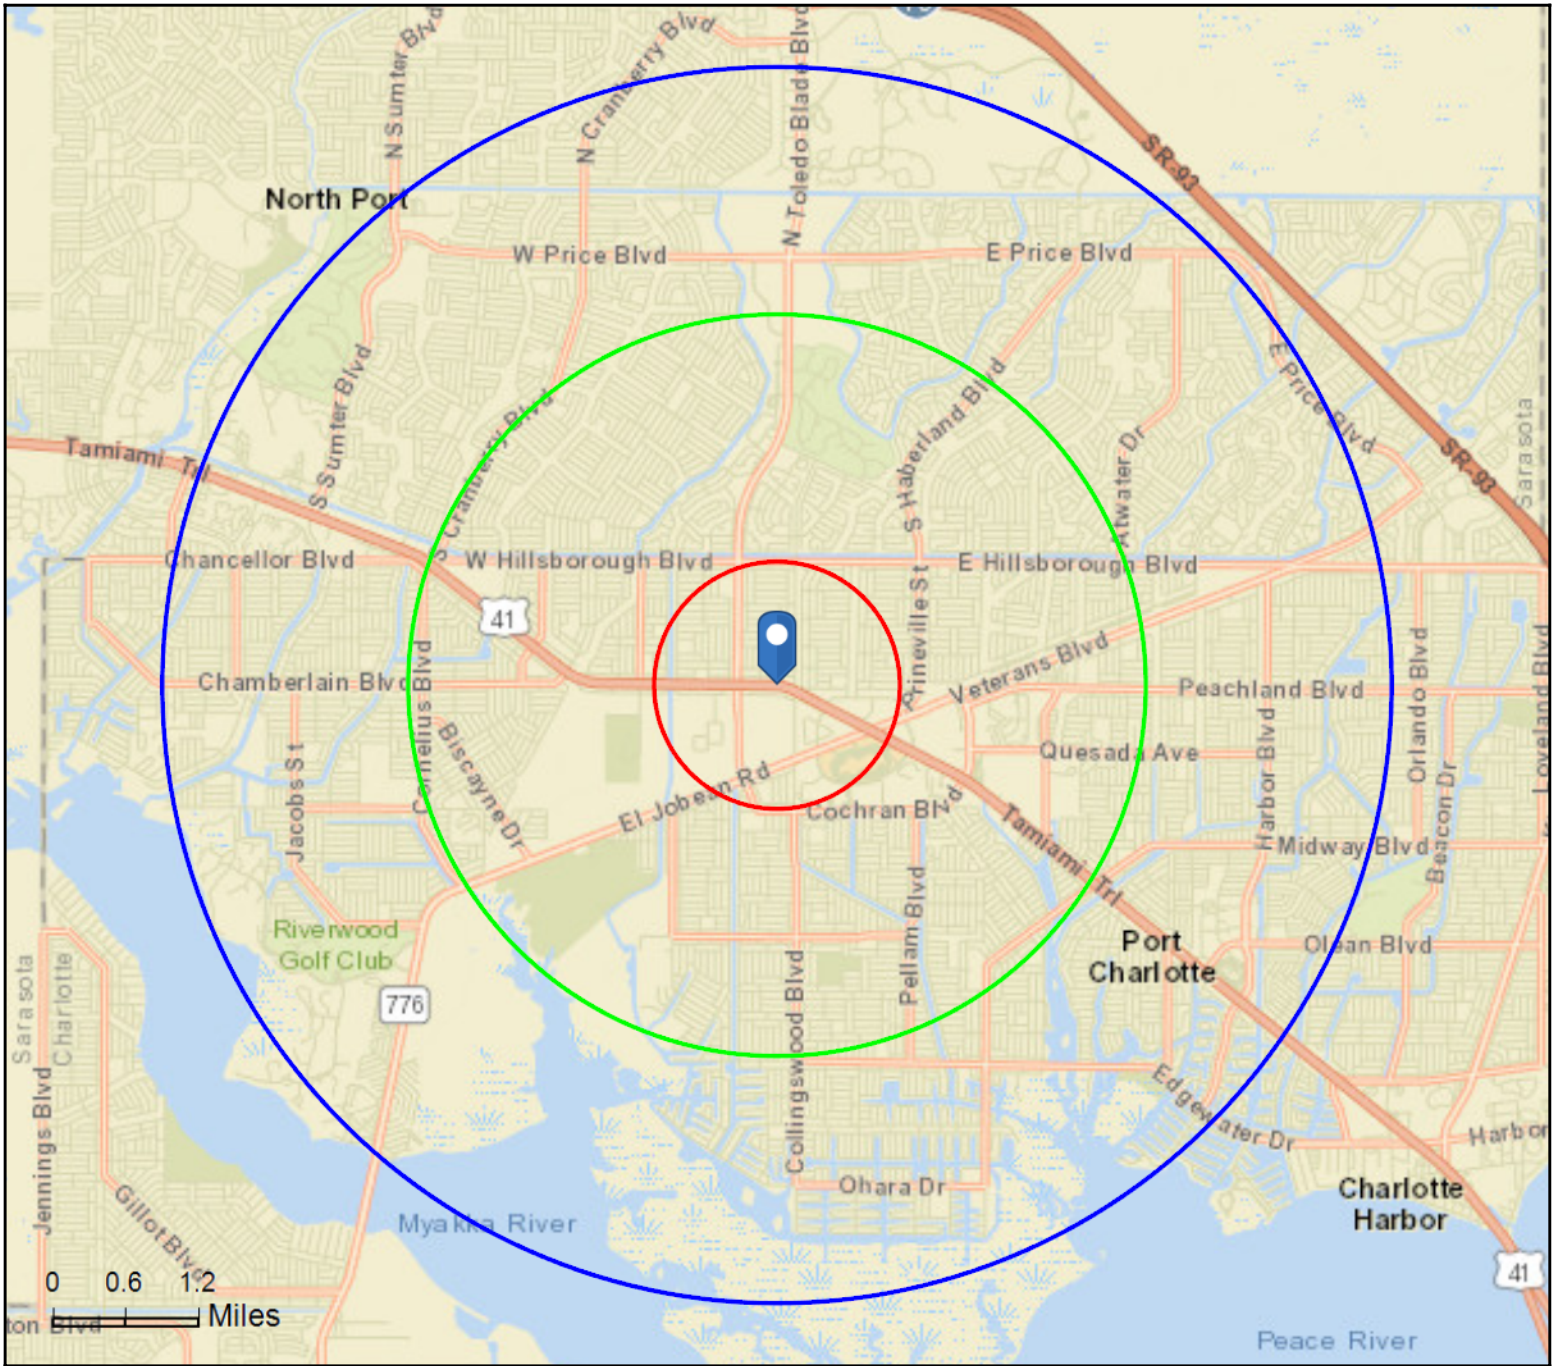 N Sumter Blvd
N Cranberry Blvd
N Toledo Blade Blvd
SR-93
North Port
W Price Blvd
E Price Blvd
S Sumter Blvd
S Cranberry Blvd
S Haberland Blvd
Atwater Dr
E Price Blvd
SR-93
Sarasota
Tamiami Trl
Chancellor Blvd
W Hillsborough Blvd
E Hillsborough Blvd
41
Prineville St
Chamberlain Blvd
Cornelius Blvd
Veterans Blvd
Peachland Blvd
Orlando Blvd
Loveland Blvd
Biscayne Dr
Quesada Ave
Harbor Blvd
Jacobs St
El Jobean Rd
Cochran Blvd
Tamiami Trl
Midway Blvd
Beacon Dr
Riverwood
Golf Club
Pellam Blvd
Port
Charlotte
Olean Blvd
Sarasota
Charlotte
776
Collingswood Blvd
Jennings Blvd
Edgewater Dr
Harbor
Ohara Dr
Charlotte
Harbor
Gillot Blvd
Myakka River
41
0 0.6 1.2
Miles
ton Blvd
Peace River